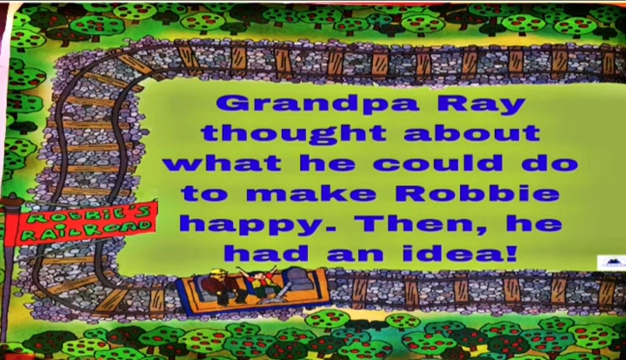 Grandpa Ray
thought about
what he could do
to make Robbie
happy. Then, he
had an idea!
ROBBIE'S
RAILROAD